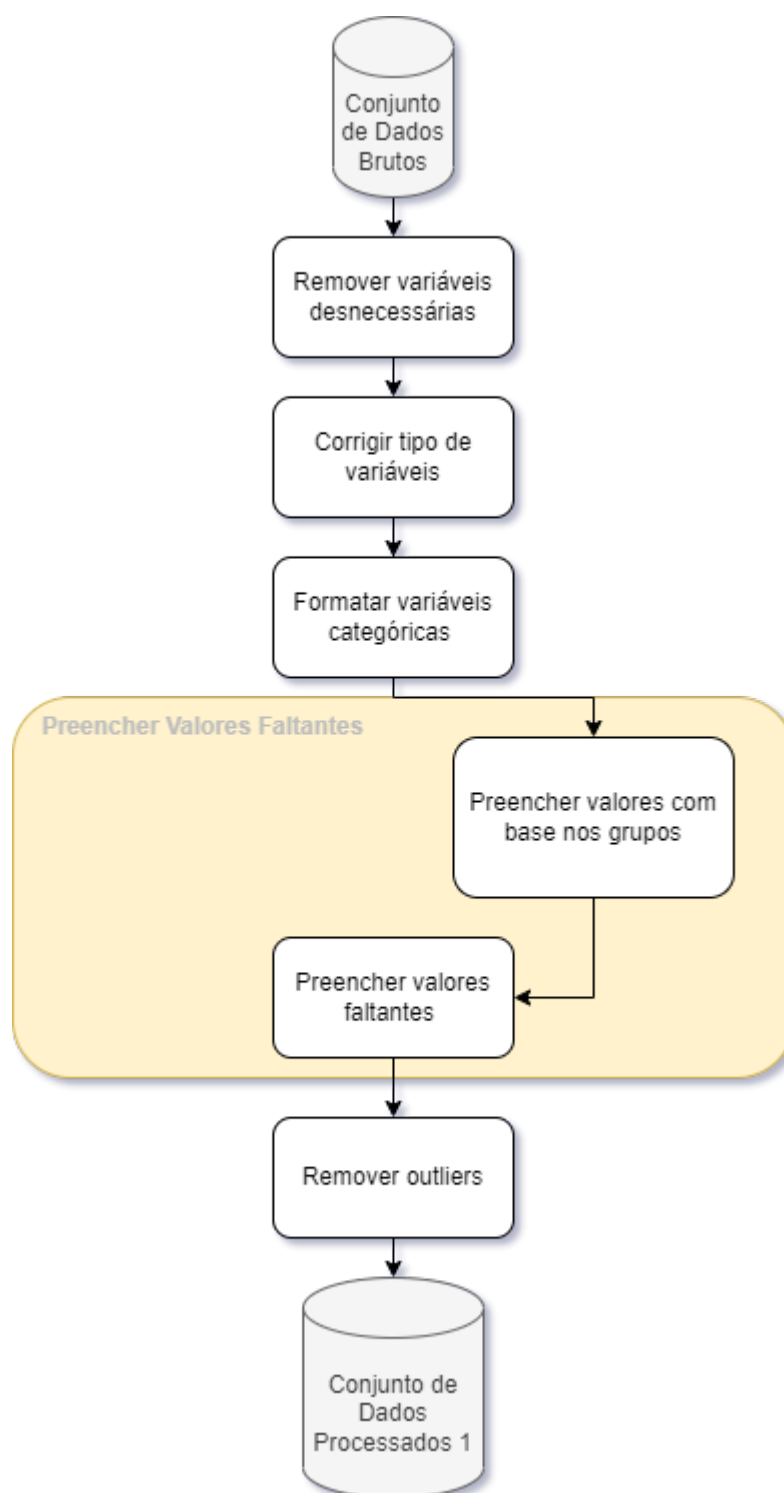 Conjunto
de Dados
Brutos
Remover variáveis
desnecessárias
Corrigir tipo de
variáveis
Formatar variáveis
categóricas
Preencher Valores Faltantes
Preencher valores com
base nos grupos
Preencher valores
faltantes
Remover outliers
Conjunto de
Dados
Processados 1